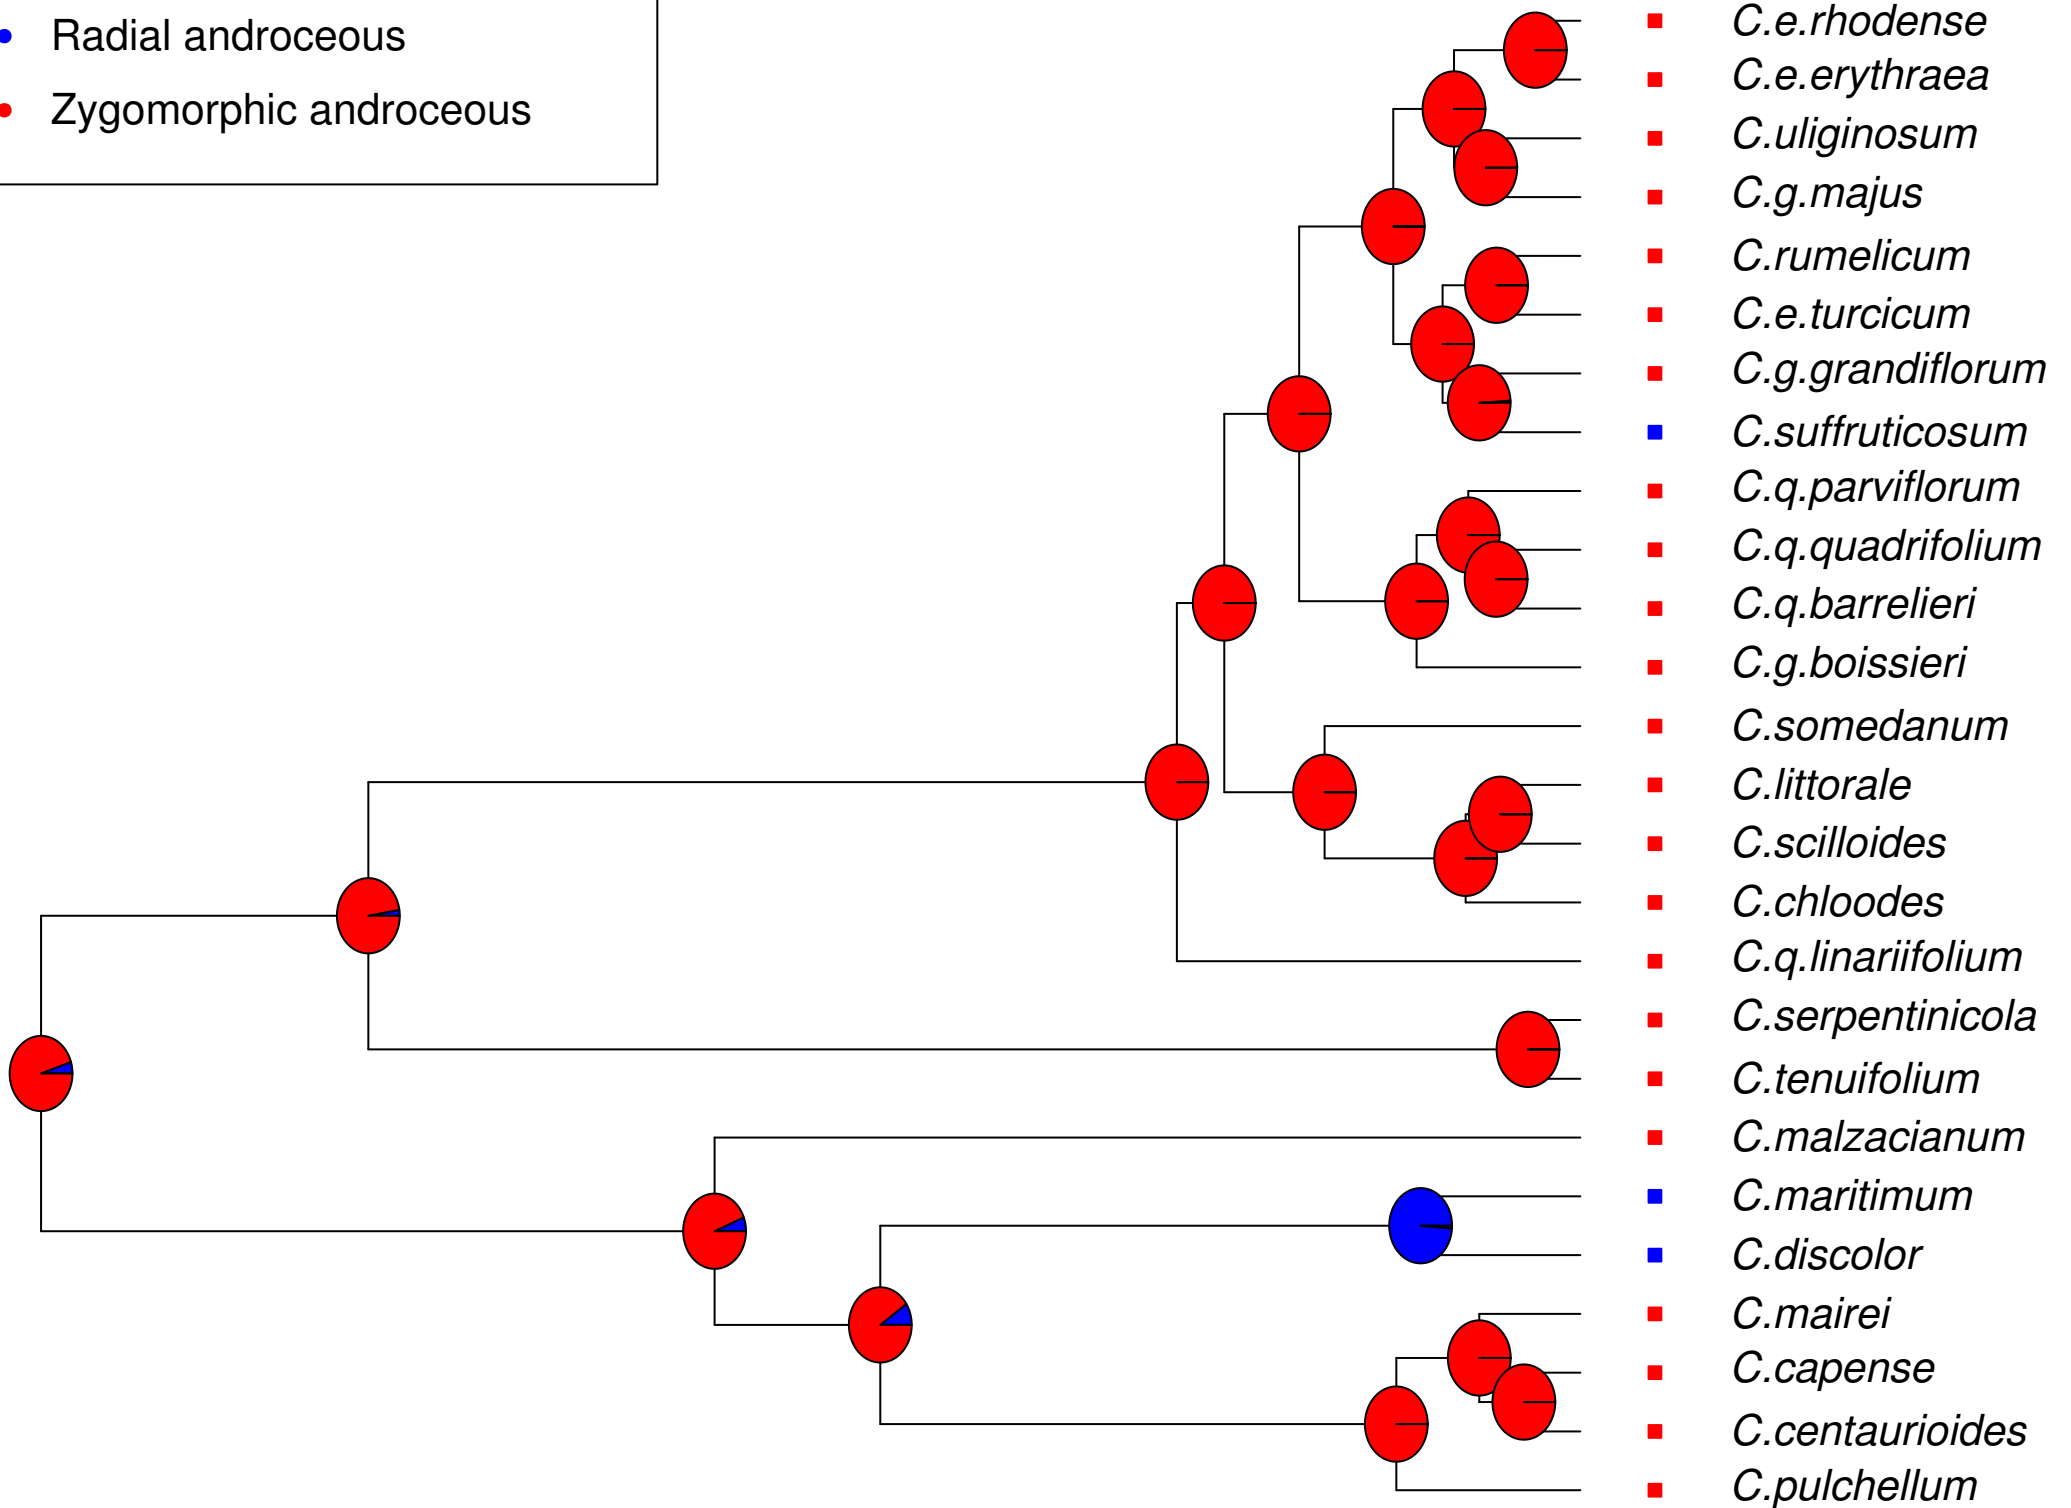 Radial androceous
Zygomorphic androceous
C.e.rhodense
C.e.erythraea
C.uliginosum
C.g.majus
C.rumelicum
C.e.turcicum
C.g.grandiflorum
C.suffruticosum
C.q.parviflorum
C.q.quadrifolium
C.q.barrelieri
C.g.boissieri
C.somedanum
C.littorale
C.scilloides
C.chloodes
C.q.linariifolium
C.serpentinicola
C.tenuifolium
C.malzacianum
C.maritimum
C.discolor
C.mairei
C.capense
C.centaurioides
C.pulchellum